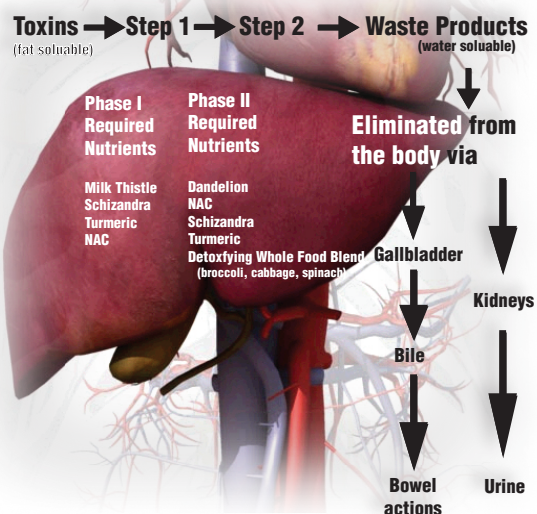 Toxins Step 1 Step 2 Waste Products
(fat soluable) (water soluable)
Phase I
Required
Nutrients
Milk Thistle
Schizandra
Turmeric
NAC
Phase II
Required
Nutrients
Dandelion
NAC
Schizandra
Turmeric
Detoxfying Whole Food Blend
(broccoli, cabbage, spinach)
Eliminated from
the body via
Gallbladder
Bile
Bowel
actions
Kidneys
Urine